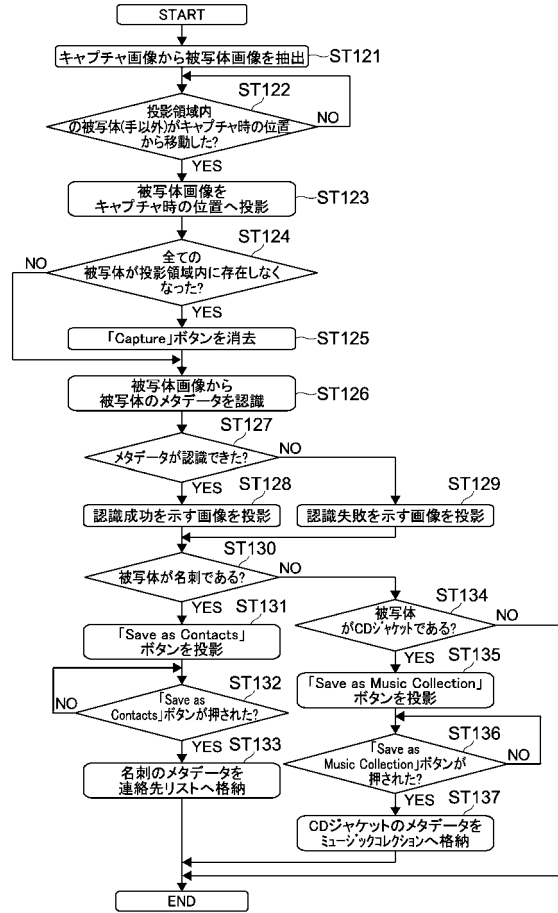 START
キャプチャ画像から被写体画像を抽出
ST121
ST122
投影領域内
の被写体(手以外)がキャプチャ時の位置
から移動した?
NO
YES
被写体画像を
キャプチャ時の位置へ投影
ST123
ST124
全ての
被写体が投影領域内に存在しなく
なった?
NO
YES
「Capture」ボタンを消去
ST125
被写体画像から
被写体のメタデータを認識
ST126
ST127
メタデータが認識できた?
NO
YES
ST128
認識成功を示す画像を投影
ST129
認識失敗を示す画像を投影
ST130
被写体が名刺である?
NO
YES
ST131
「Save as Contacts」
ボタンを投影
ST132
「Save as
Contacts」ボタンが押された?
NO
YES
ST133
名刺のメタデータを
連絡先リストへ格納
ST134
被写体
がCDジャケットである?
NO
YES
ST135
「Save as Music Collection」
ボタンを投影
ST136
「Save as
Music Collection」ボタンが
押された?
NO
YES
ST137
CDジャケットのメタデータを
ミュージックコレクションへ格納
END